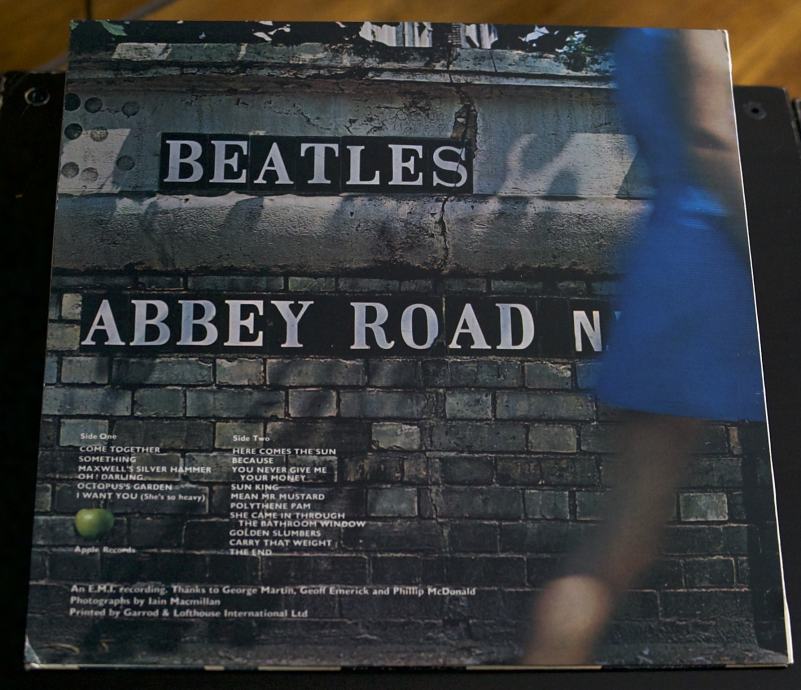 BEATLES
ABBEY ROAD N
Side One
COME TOGETHER
SOMETHING
MAXWELL'S SILVER HAMMER
OH! DARLING
OCTOPUS'S GARDEN
I WANT YOU (She's so heavy)
Apple Records
Side Two
HERE COMES THE SUN
BECAUSE
YOU NEVER GIVE ME
YOUR MONEY
SUN KING
MEAN MR MUSTARD
POLYTHENE PAM
SHE CAME IN THROUGH
THE BATHROOM WINDOW
GOLDEN SLUMBERS
CARRY THAT WEIGHT
THE END
An E.M.I. recording. Thanks to George Martin, Geoff Emerick and Phillip McDonald
Photographs by Iain Macmillan
Printed by Garrod & Lofthouse International Ltd